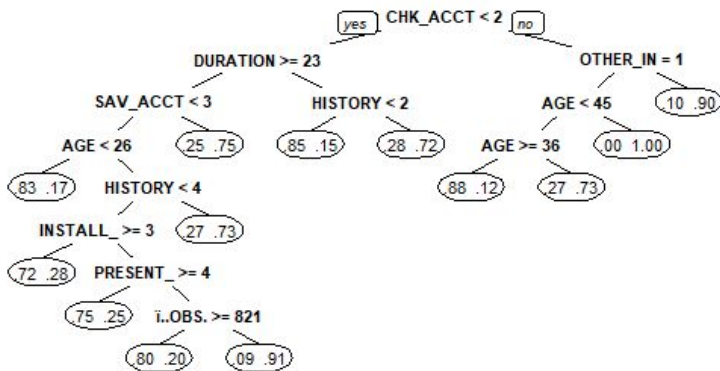 yes CHK_ACCT < 2 no
DURATION >= 23 OTHER_IN = 1
SAV_ACCT < 3 HISTORY < 2 AGE < 45 .10 .90
AGE < 26 .25 .75 .85 .15 .28 .72 AGE >= 36 .00 1.00
.83 .17 HISTORY < 4 .88 .12 .27 .73
INSTALL_ >= 3 .27 .73
.72 .28 PRESENT_ >= 4
.75 .25 ï..OBS. >= 821
.80 .20 .09 .91